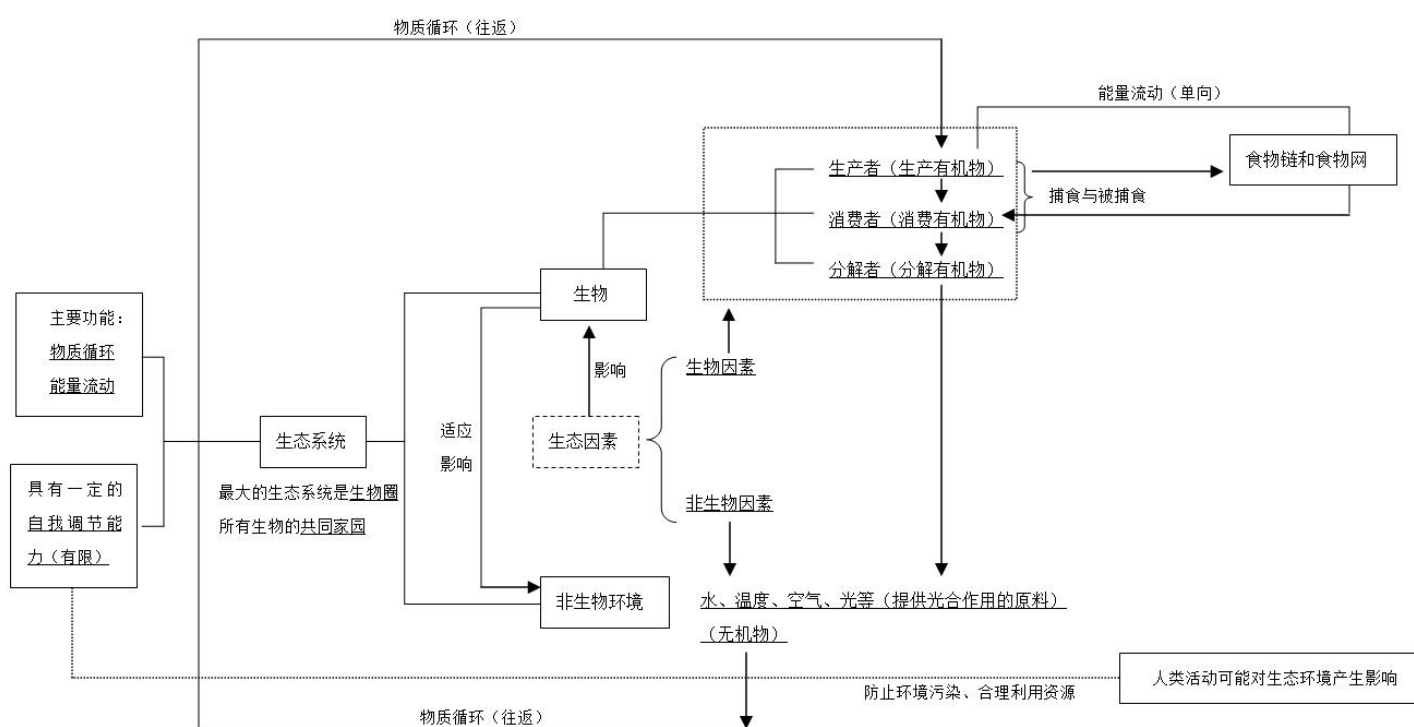 物质循环（往返）
能量流动（单向）
食物链和食物网
生产者（生产有机物）
捕食与被捕食
消费者（消费有机物）
分解者（分解有机物）
生物
主要功能：
物质循环
能量流动
影响
生物因素
生态系统
适应
影响
生态因素
最大的生态系统是生物圈
所有生物的共同家园
具有一定的
自我调节能
力（有限）
非生物因素
非生物环境
水、温度、空气、光等（提供光合作用的原料）
（无机物）
人类活动可能对生态环境产生影响
防止环境污染、合理利用资源
物质循环（往返）